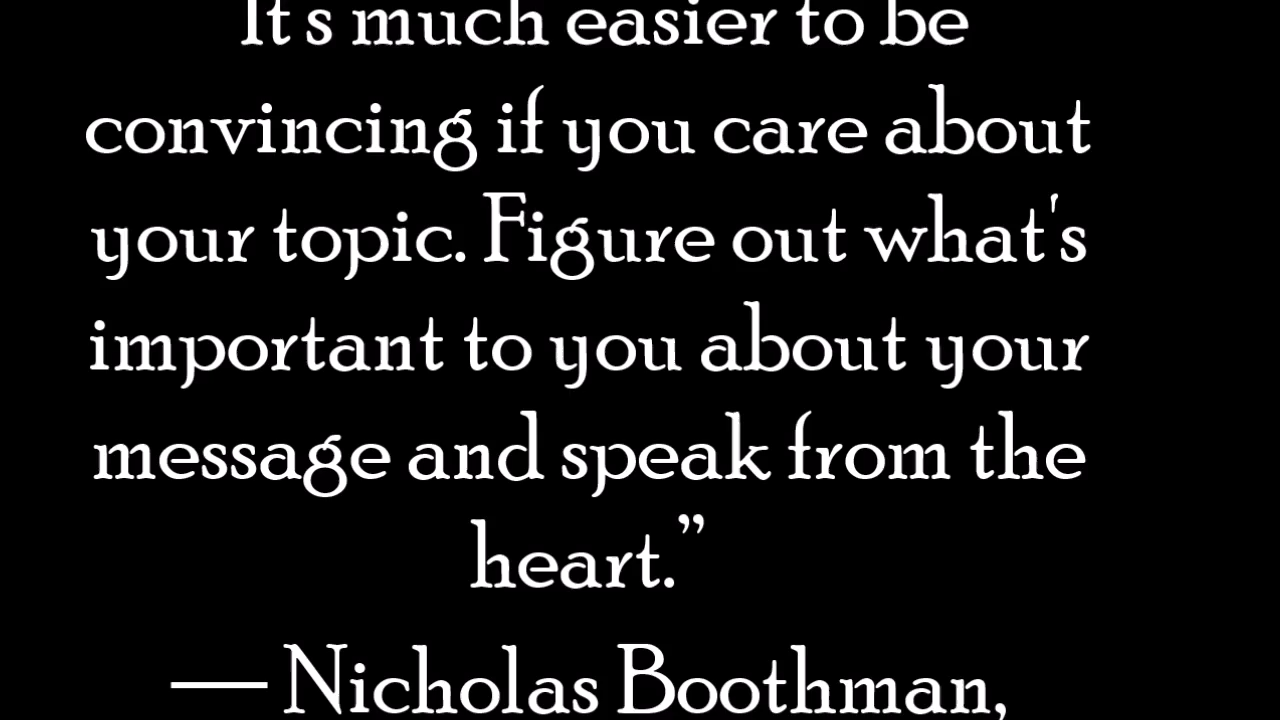 It's much easier to be
convincing if you care about
your topic. Figure out what's
important to you about your
message and speak from the
heart.”
— Nicholas Boothman,